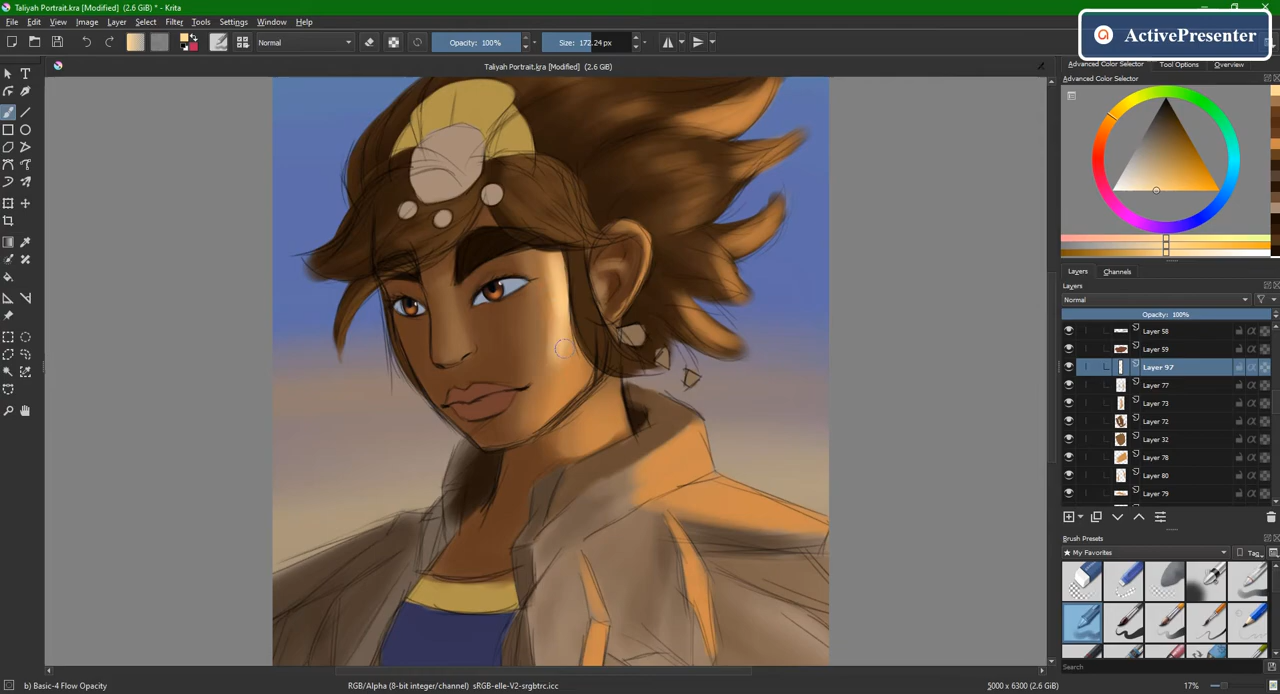 Taliyah Portrait.kra [Modified] (2.6 GiB) * - Krita
File Edit View Image Layer Select Filter Tools Settings Window Help
ActivePresenter
Normal
Opacity: 100%
Size: 172.24 px
Taliyah Portrait.kra [Modified] (2.6 GiB)
Advanced Color Selector
Tool Options
Overview
Advanced Color Selector
Layers
Channels
Layers
Normal
Opacity: 100%
Layer 58
Layer 59
Layer 97
Layer 77
Layer 73
Layer 72
Layer 32
Layer 78
Layer 80
Layer 79
Brush Presets
My Favorites
Tag
Search
b) Basic-4 Flow Opacity
RGB/Alpha (8-bit integer/channel) sRGB-elle-V2-srgbtrc.icc
5000 x 6300 (2.6 GiB)
17%